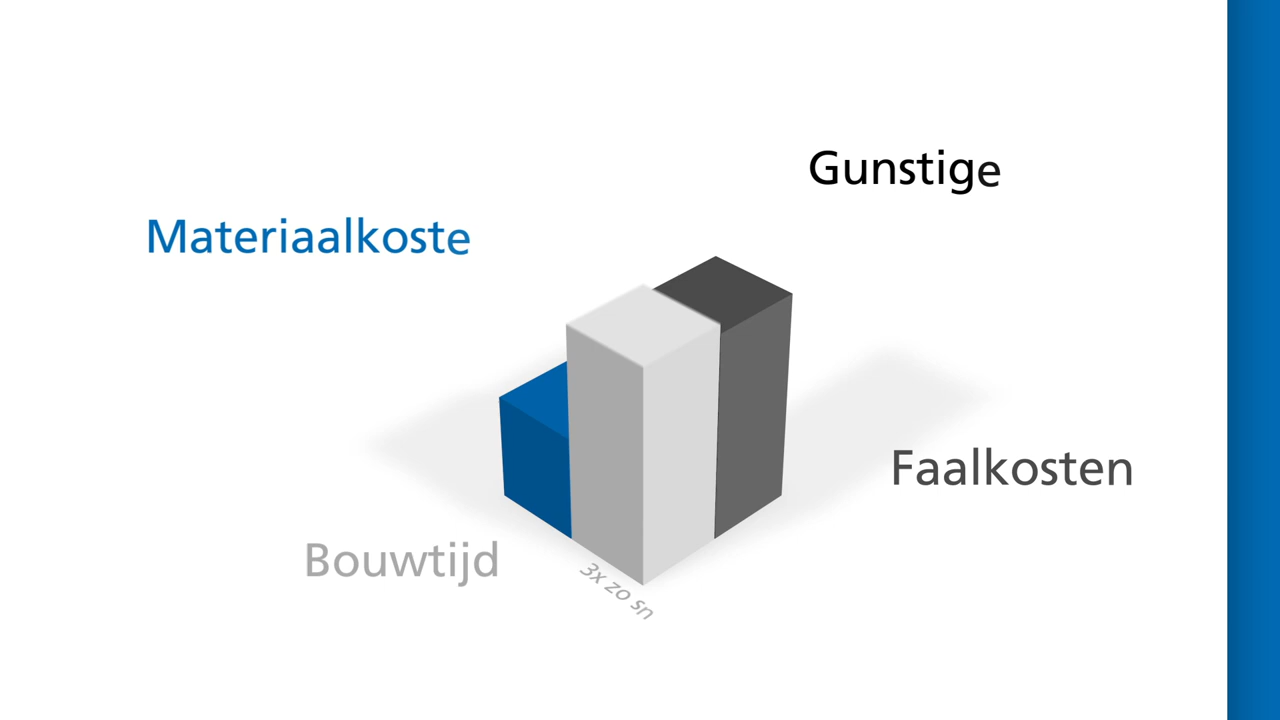 Gunstige
Materiaalkoste
Faalkosten
Bouwtijd
3x zo sn